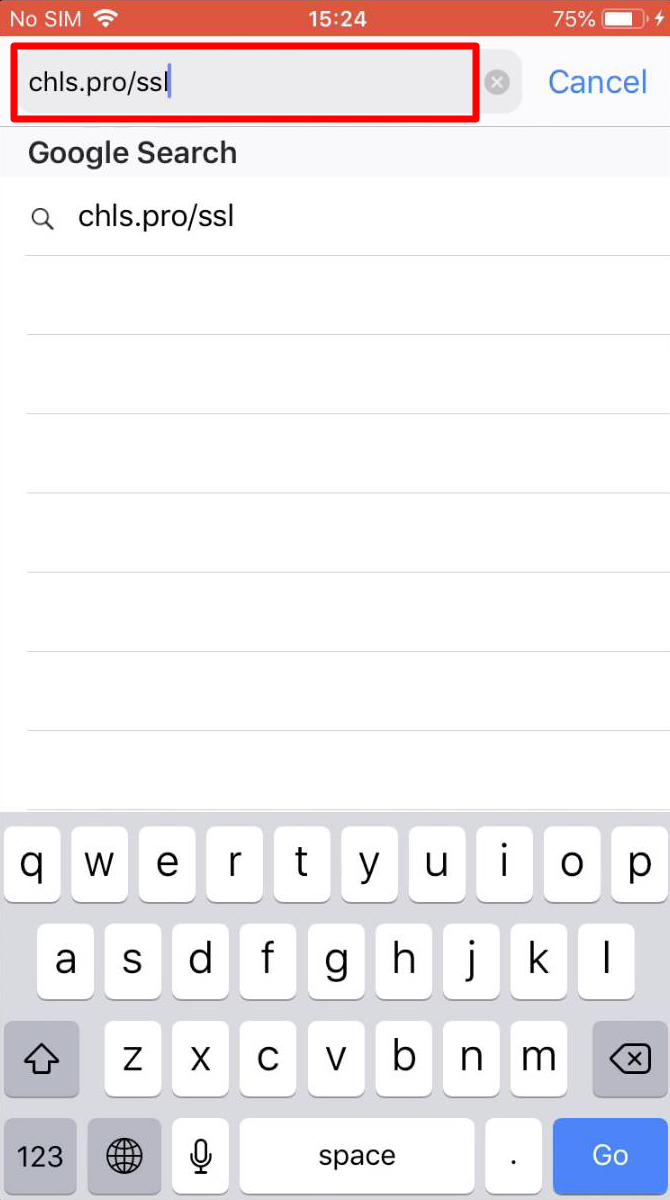 No SIM 15:24 75%
chls.pro/ssl Cancel
Google Search
chls.pro/ssl
q w e r t y u i o p
a s d f g h j k l
z x c v b n m
123 space . Go